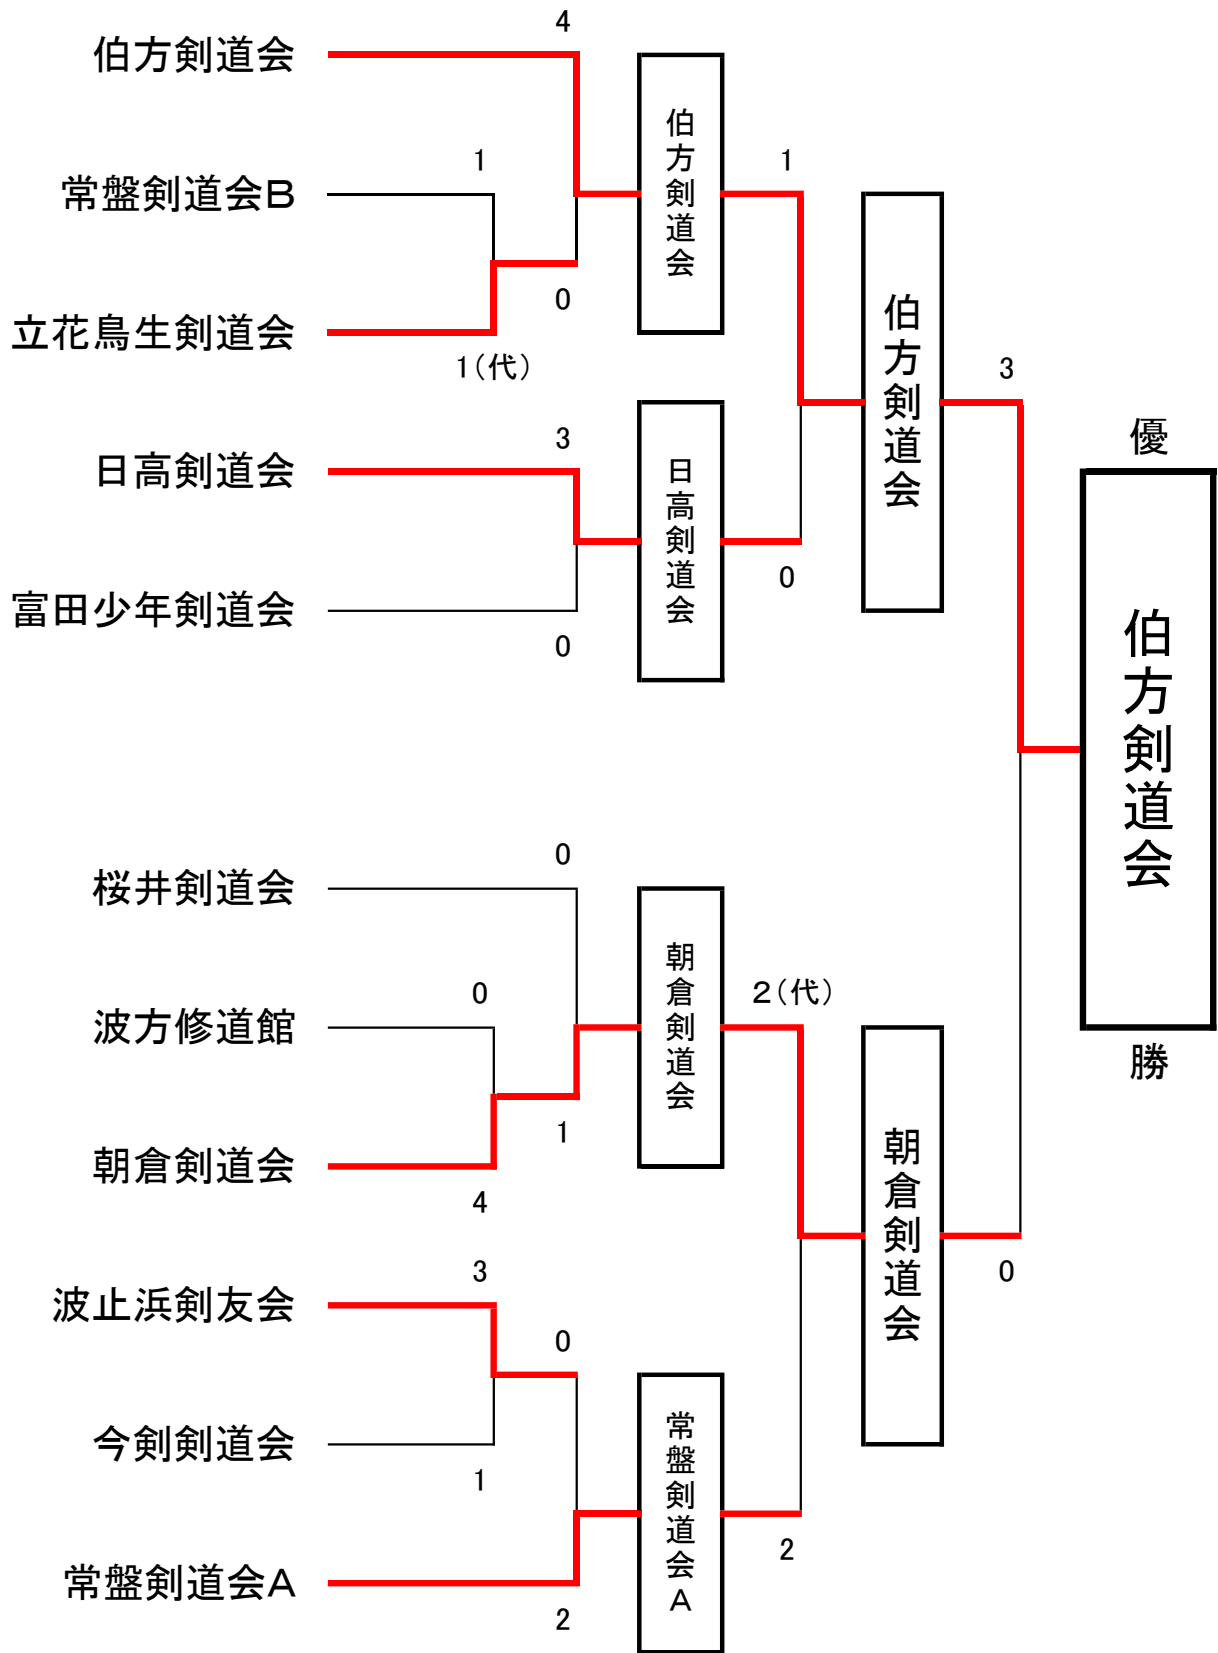 4
伯方剣道会
伯方剣道会
1
常盤剣道会B
1
立花鳥生剣道会
0
1(代)
伯方剣道会
3
日高剣道会
3
日高剣道会
0
富田少年剣道会
0
優
伯方剣道会
勝
桜井剣道会
0
朝倉剣道会
2(代)
波方修道館
0
朝倉剣道会
1
4
朝倉剣道会
0
波止浜剣友会
3
0
今剣剣道会
1
常盤剣道会A
2
常盤剣道会A
2